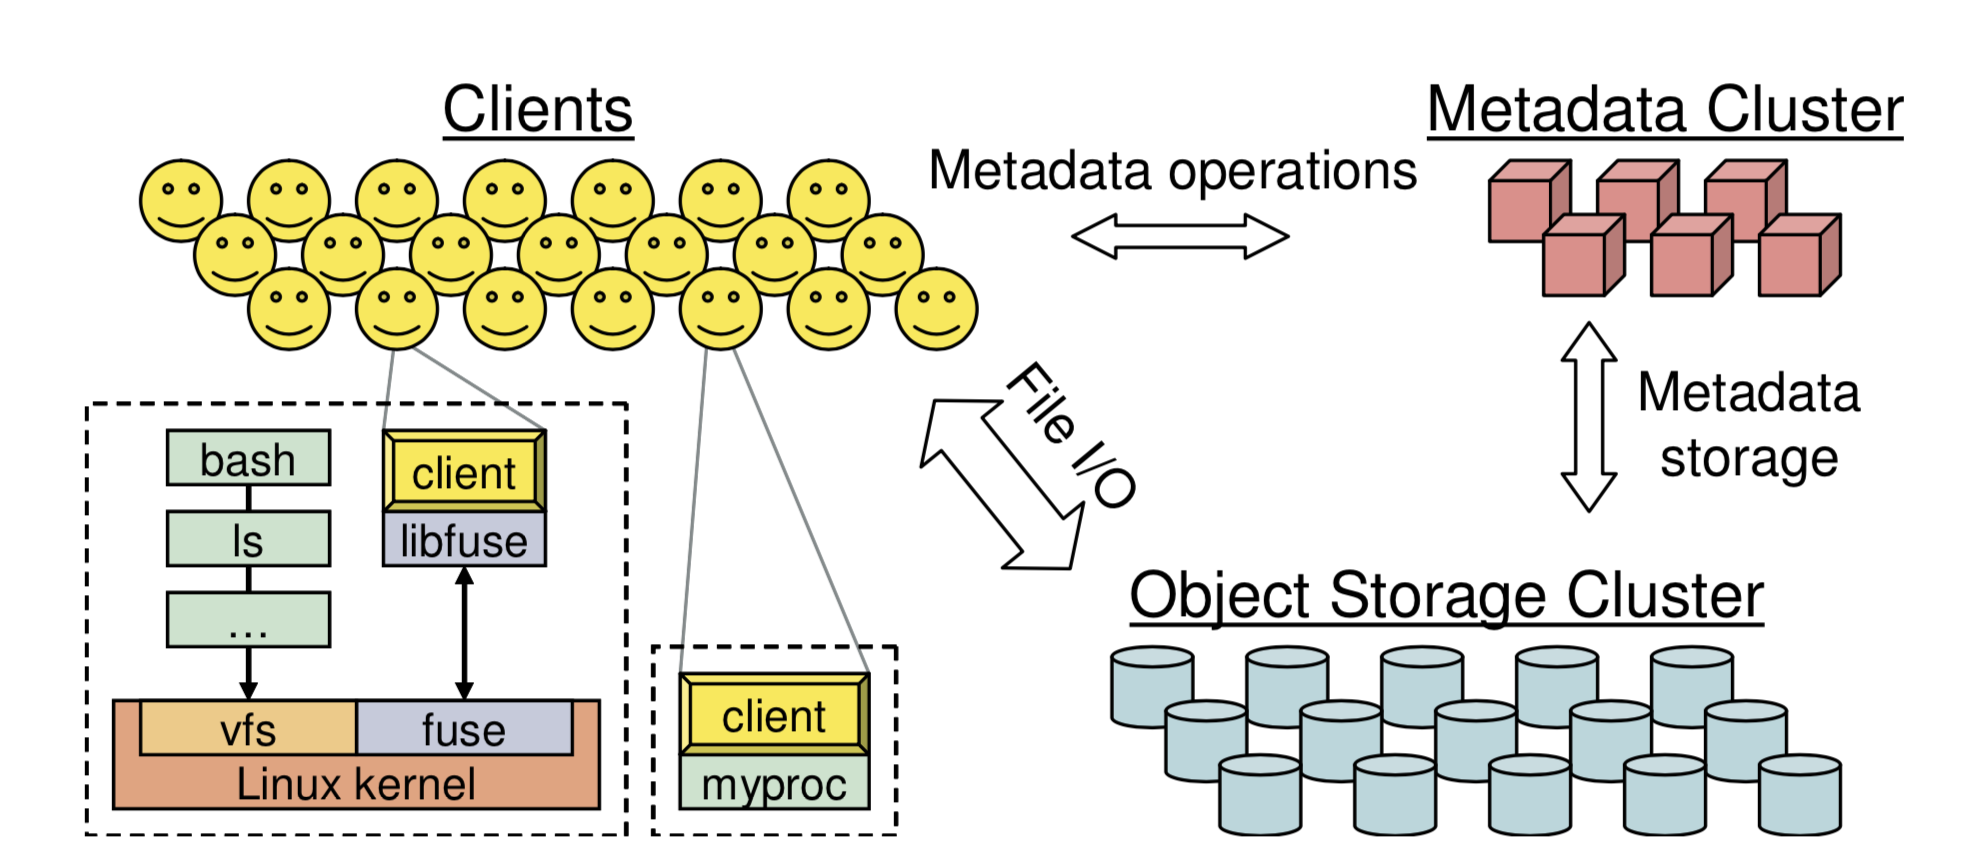 Clients
Metadata Cluster
Metadata operations
File I/O
Metadata
storage
bash
client
ls
libfuse
...
vfs
fuse
Linux kernel
client
myproc
Object Storage Cluster